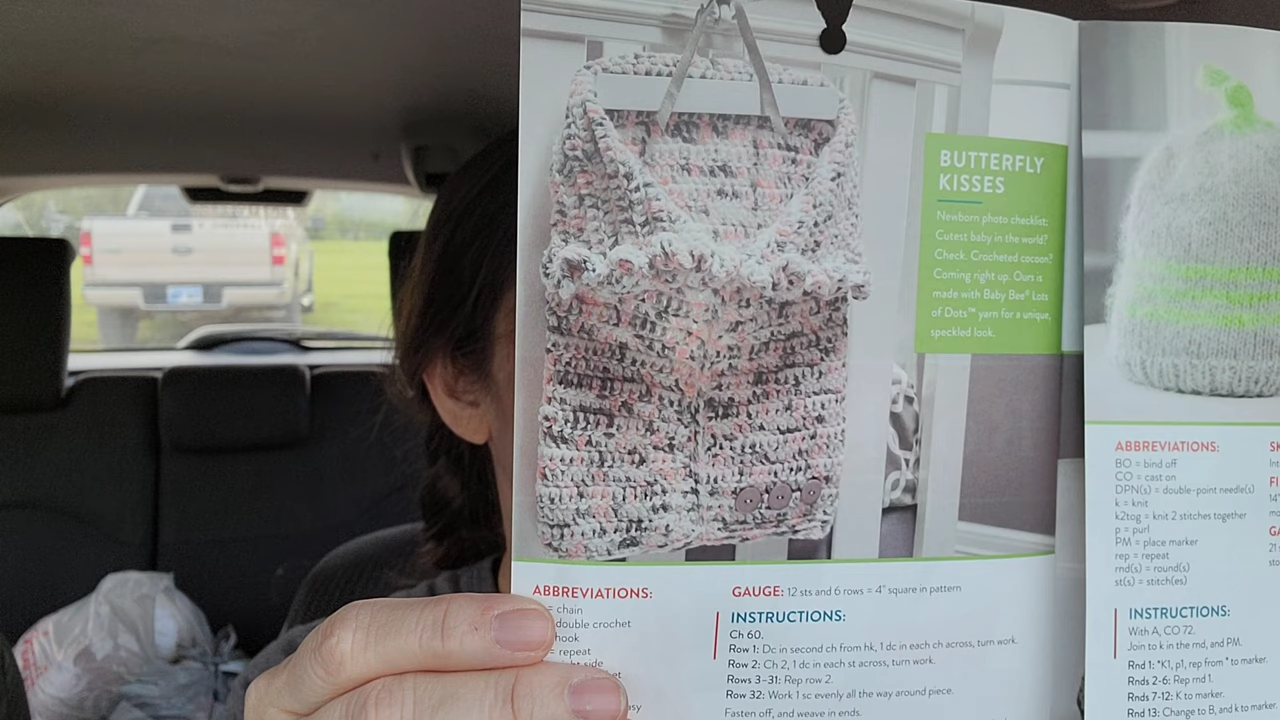 BUTTERFLY
KISSES
Newborn photo checklist:
Cutest baby in the world?
Check. Crocheted cocoon?
Coming right up. Ours is
made with Baby Bee® Lots
of Dots™ yarn for a unique,
speckled look.
ABBREVIATIONS:
= chain
double crochet
hook
= repeat
side
GAUGE: 12 sts and 6 rows = 4" square in pattern
INSTRUCTIONS:
Ch 60.
Row 1: Dc in second ch from hk, 1 dc in each ch across, turn work.
Row 2: Ch 2, 1 dc in each st across, turn work.
Rows 3–31: Rep row 2.
Row 32: Work 1 sc evenly all the way around piece.
Fasten off, and weave in ends.
ABBREVIATIONS:
BO = bind off
CO = cast on
DPN(s) = double-point needle(s)
k = knit
k2tog = knit 2 stitches together
p = purl
PM = place marker
rep = repeat
rnd(s) = round(s)
st(s) = stitch(es)
INSTRUCTIONS:
With A, CO 72.
Join to k in the rnd, and PM.
Rnd 1: *K1, p1, rep from * to marker.
Rnds 2-6: Rep rnd 1.
Rnds 7-12: K to marker.
Rnd 13: Change to B, and k to marker.